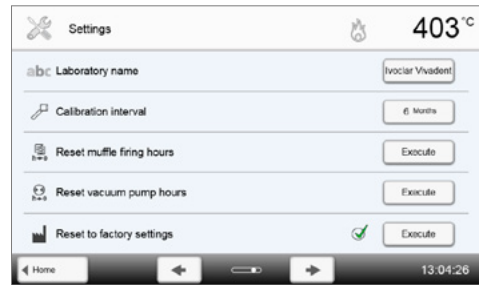 Settings
403°C
abc Laboratory name
Ivoclar Vivadent
Calibration interval
6 Months
Reset muffle firing hours
Execute
Reset vacuum pump hours
Execute
Reset to factory settings
Execute
Home
13:04:26